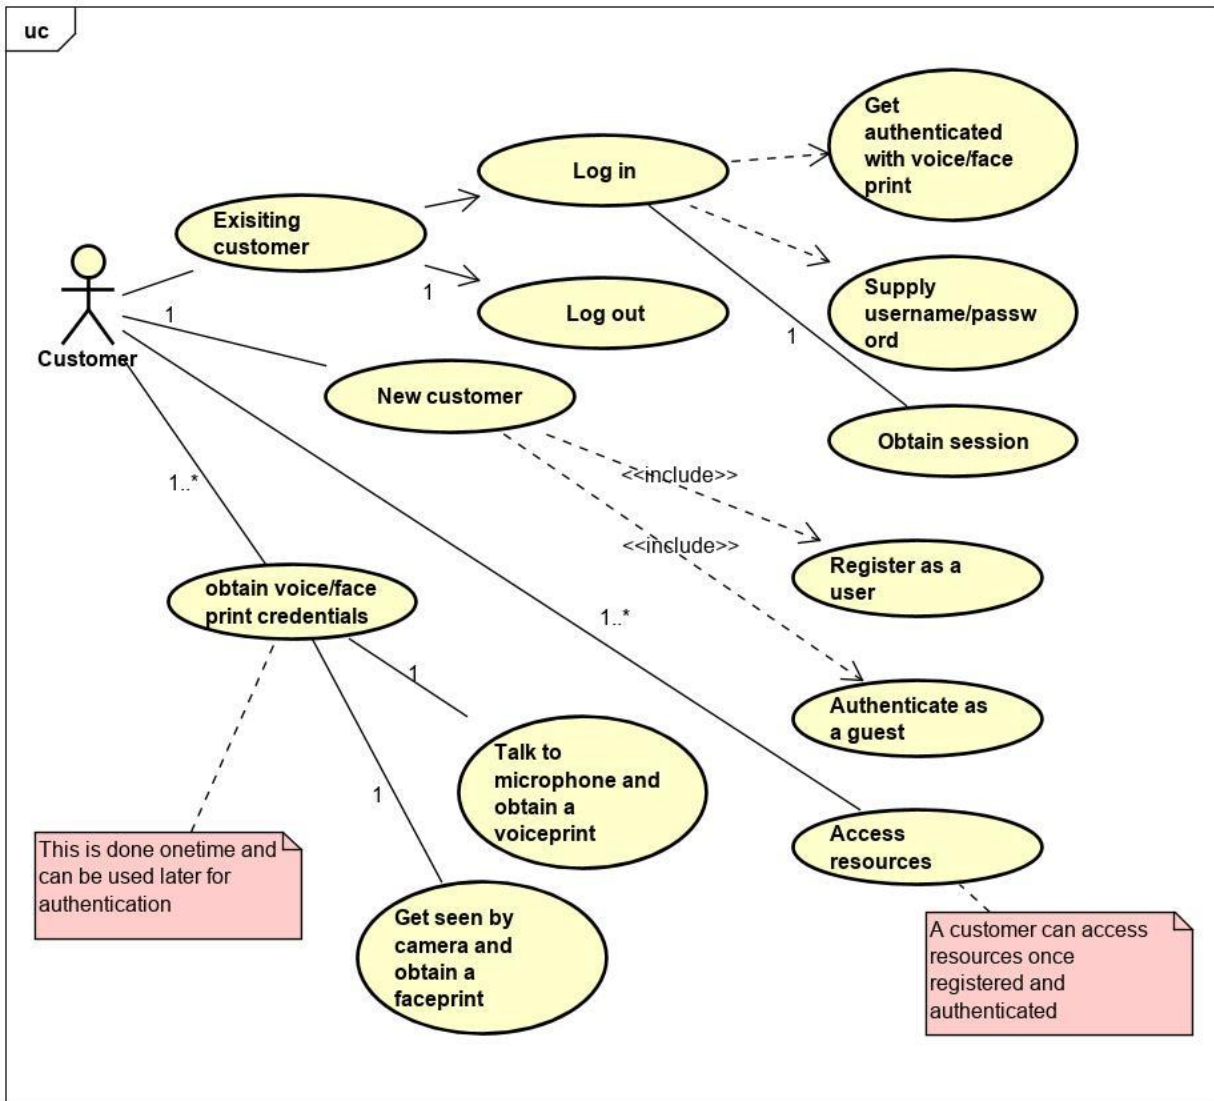 uc
Get
authenticated
with voice/face
print
Log in
Exisiting
customer
1
Log out
Supply
username/passw
ord
1
Customer
1
New customer
Obtain session
1..*
<<include>>
<<include>>
Register as a
user
obtain voice/face
print credentials
1..*
1
Authenticate as
a guest
Talk to
microphone and
obtain a
voiceprint
1
Access
resources
This is done onetime and
can be used later for
authentication
Get seen by
camera and
obtain a
faceprint
A customer can access
resources once
registered and
authenticated